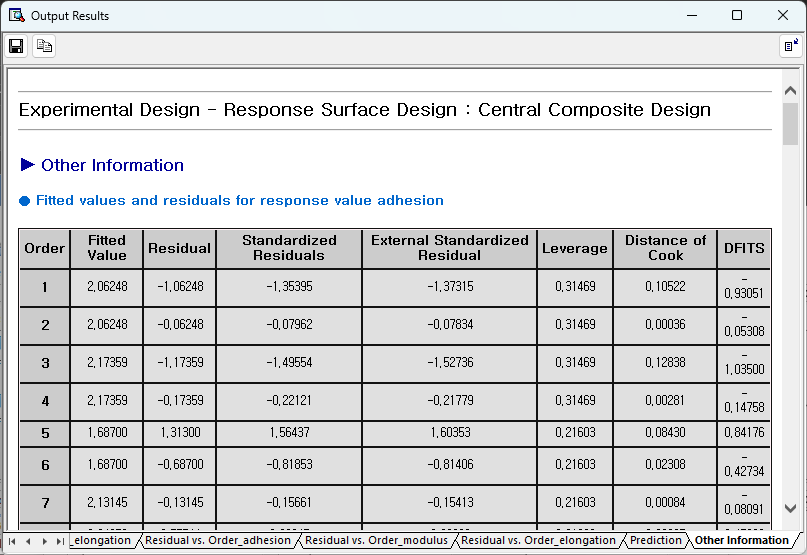 Output Results
Experimental Design - Response Surface Design : Central Composite Design
Other Information
Fitted values and residuals for response value adhesion
Order Fitted Value Residual Standardized Residuals External Standardized Residual Leverage Distance of Cook DFITS
1 2,06248 -1,06248 -1,35395 -1,37315 0,31469 0,10522 -0,93051
2 2,06248 -0,06248 -0,07962 -0,07834 0,31469 0,00036 -0,05308
3 2,17359 -1,17359 -1,49554 -1,52736 0,31469 0,12838 -1,03500
4 2,17359 -0,17359 -0,22121 -0,21779 0,31469 0,00281 -0,14758
5 1,68700 1,31300 1,56437 1,60353 0,21603 0,08430 0,84176
6 1,68700 -0,68700 -0,81853 -0,81406 0,21603 0,02308 -0,42734
7 2,13145 -0,13145 -0,15661 -0,15413 0,21603 0,00084 -0,08091
_elongation Residual vs. Order_adhesion Residual vs. Order_modulus Residual vs. Order_elongation Prediction Other Information